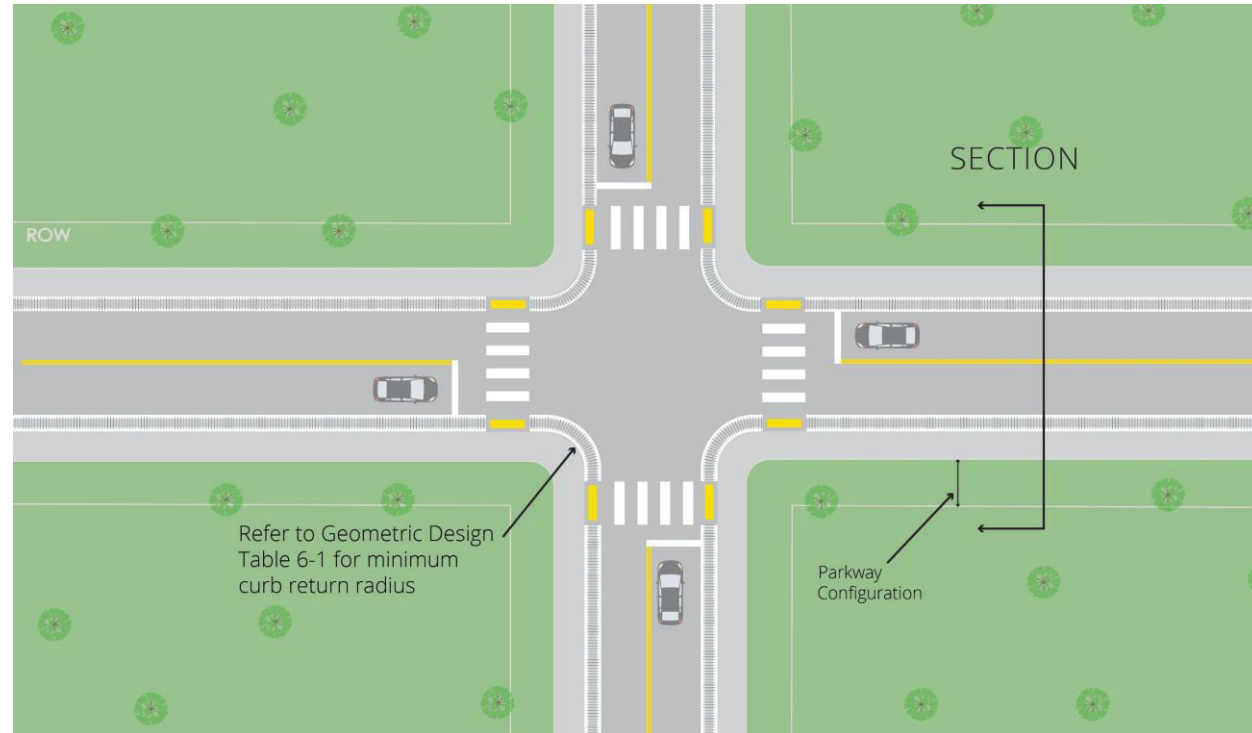 SECTION
ROW
Refer to Geometric Design
Table 6-1 for minimum
curb return radius
Parkway
Configuration